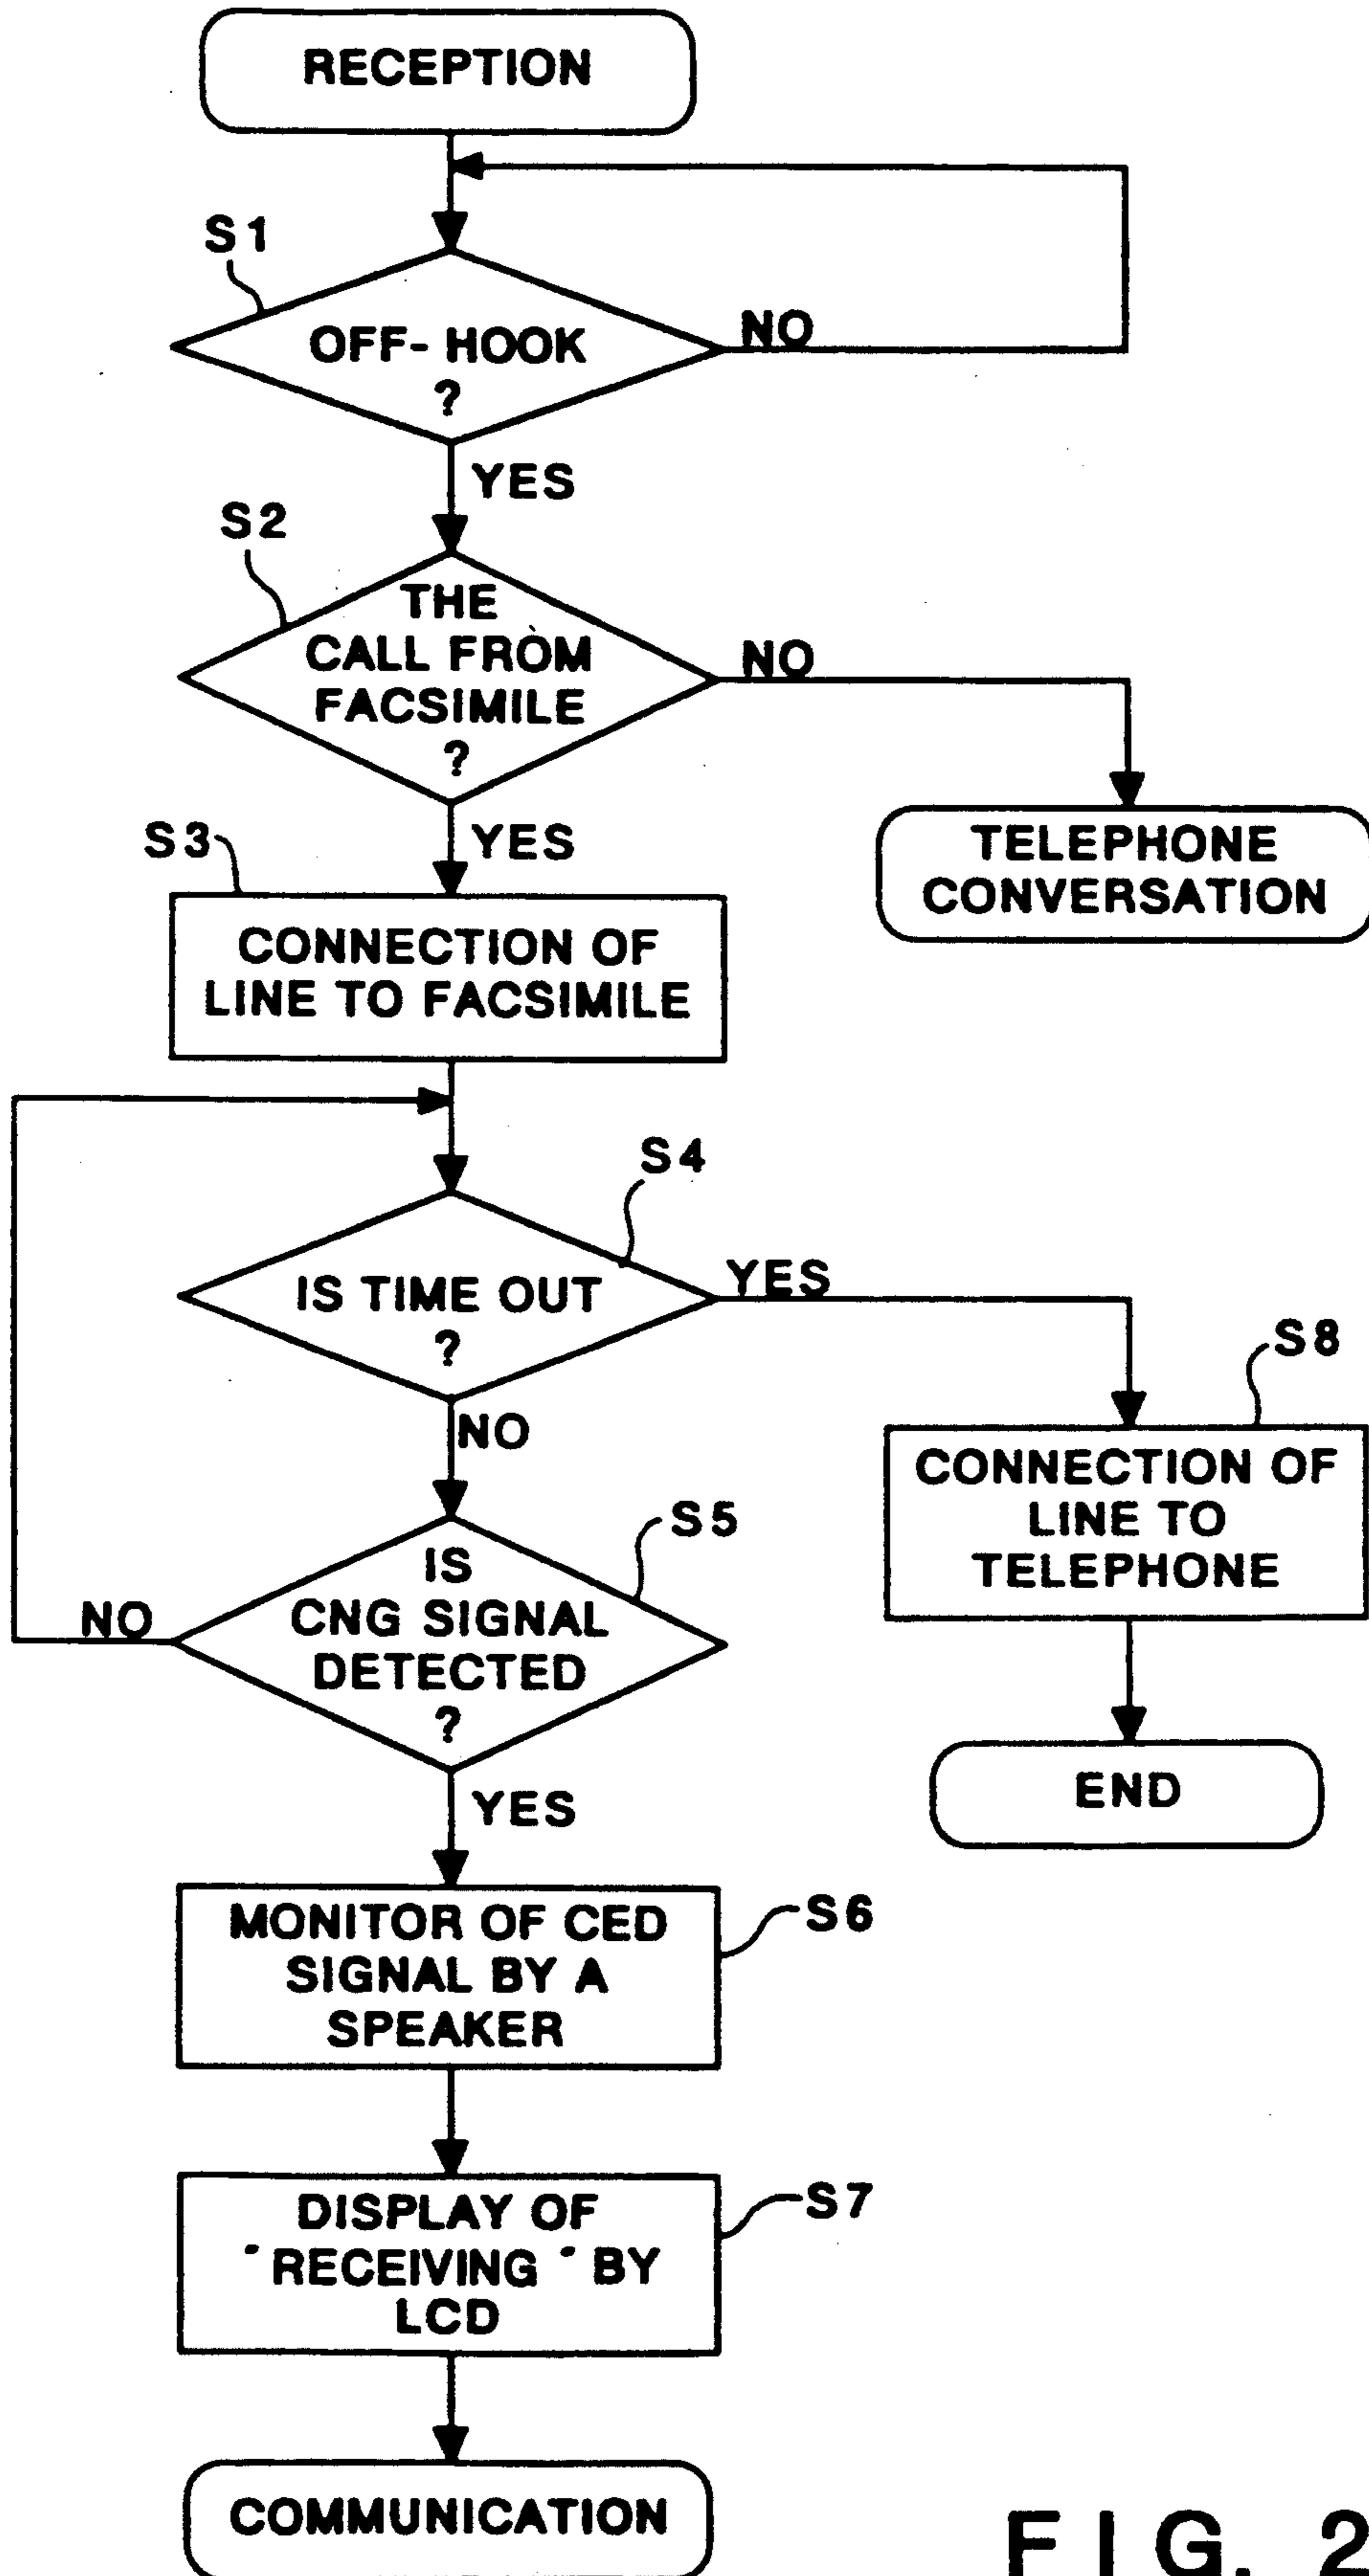 RECEPTION
S1
OFF-HOOK
?
NO
YES
S2
THE
CALL FROM
FACSIMILE
?
NO
YES
TELEPHONE
CONVERSATION
S3
CONNECTION OF
LINE TO FACSIMILE
S4
IS TIME OUT
?
YES
NO
S8
CONNECTION OF
LINE TO
TELEPHONE
S5
IS
CNG SIGNAL
DETECTED
?
NO
YES
END
S6
MONITOR OF CED
SIGNAL BY A
SPEAKER
S7
DISPLAY OF
"RECEIVING" BY
LCD
COMMUNICATION
FIG. 2